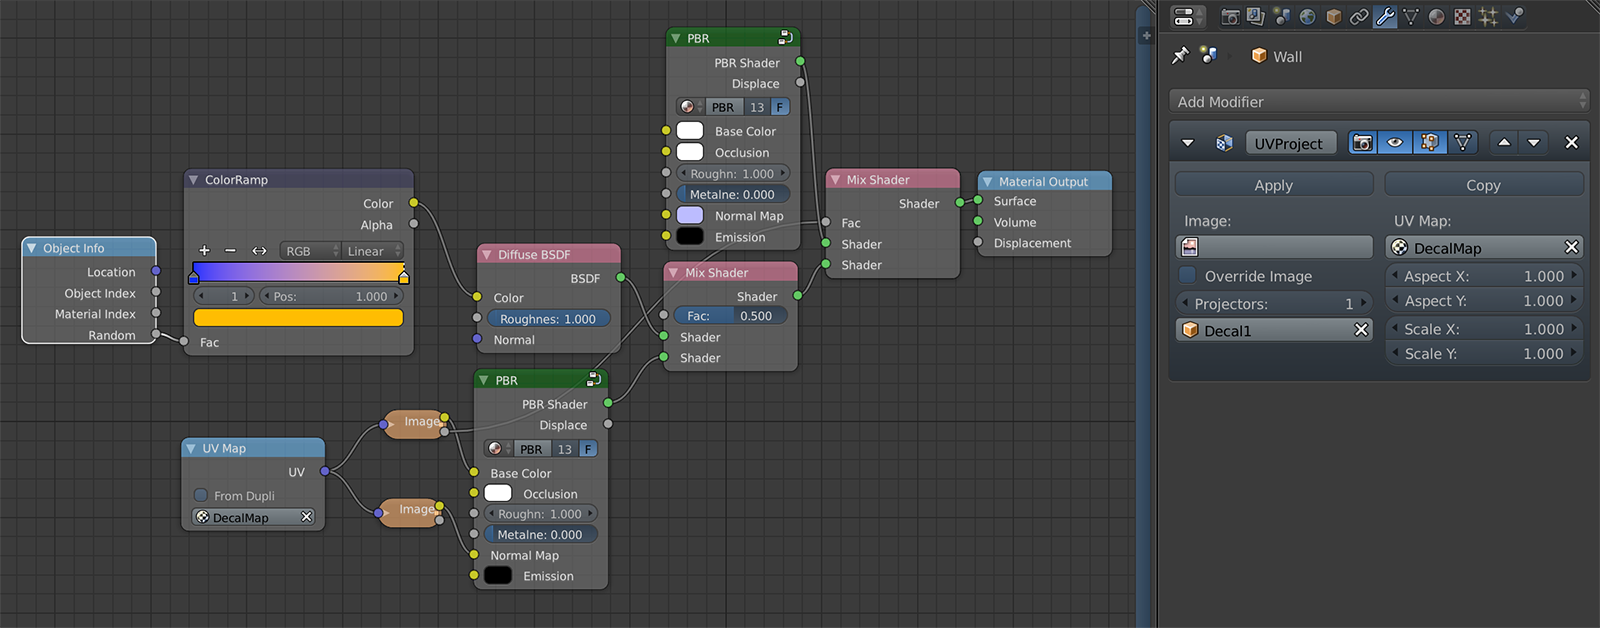 PBR
PBR Shader
Displace
PBR 13 F
Base Color
Occlusion
Roughn: 1.000
Metalne: 0.000
Normal Map
Emission
ColorRamp
Color
Alpha
+ − ↔ RGB Linear
1 Pos: 1.000
Fac
Object Info
Location
Object Index
Material Index
Random
Diffuse BSDF
BSDF
Color
Roughnes: 1.000
Normal
Mix Shader
Shader
Fac: 0.500
Shader
Shader
Mix Shader
Shader
Fac
Shader
Shader
Material Output
Surface
Volume
Displacement
UV Map
UV
From Dupli
DecalMap
Image
Image
PBR
PBR Shader
Displace
PBR 13 F
Base Color
Occlusion
Roughn: 1.000
Metalne: 0.000
Normal Map
Emission
Wall
Add Modifier
UVProject
Apply Copy
Image: UV Map:
DecalMap
Override Image
Aspect X: 1.000
Projectors: 1
Aspect Y: 1.000
Decal1
Scale X: 1.000
Scale Y: 1.000